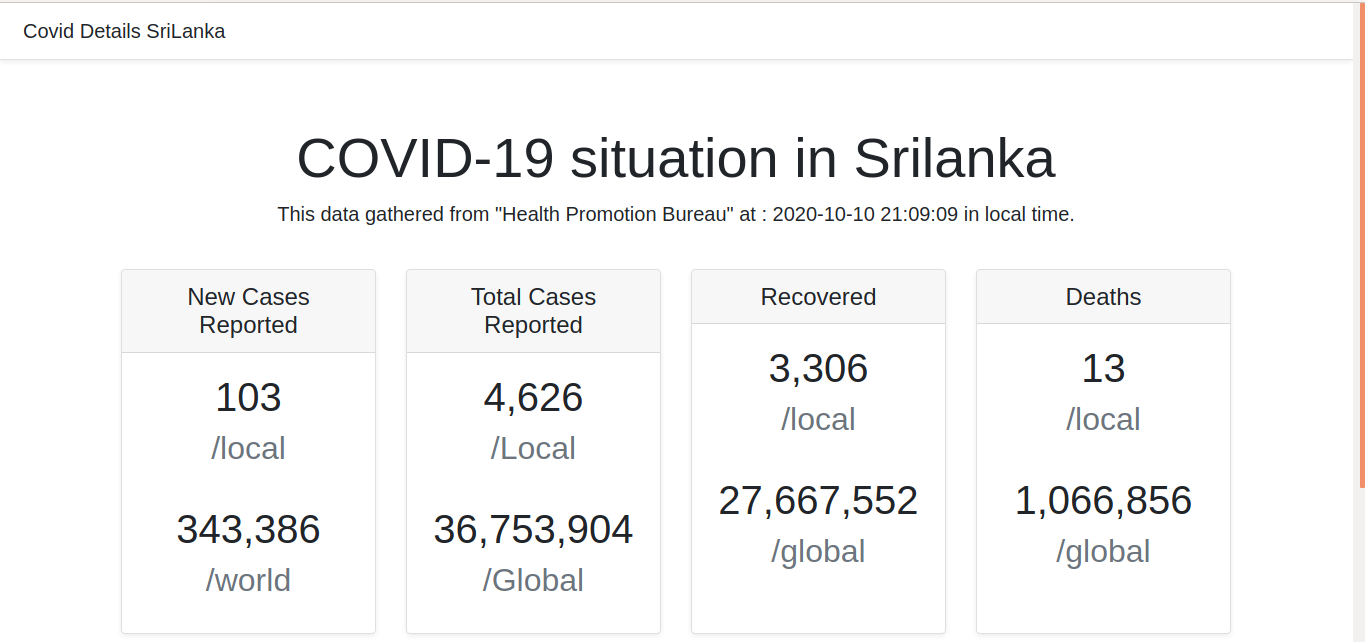 Covid Details SriLanka
COVID-19 situation in Srilanka
This data gathered from "Health Promotion Bureau" at : 2020-10-10 21:09:09 in local time.
New Cases
Reported
103
/local
343,386
/world
Total Cases
Reported
4,626
/Local
36,753,904
/Global
Recovered
3,306
/local
27,667,552
/global
Deaths
13
/local
1,066,856
/global